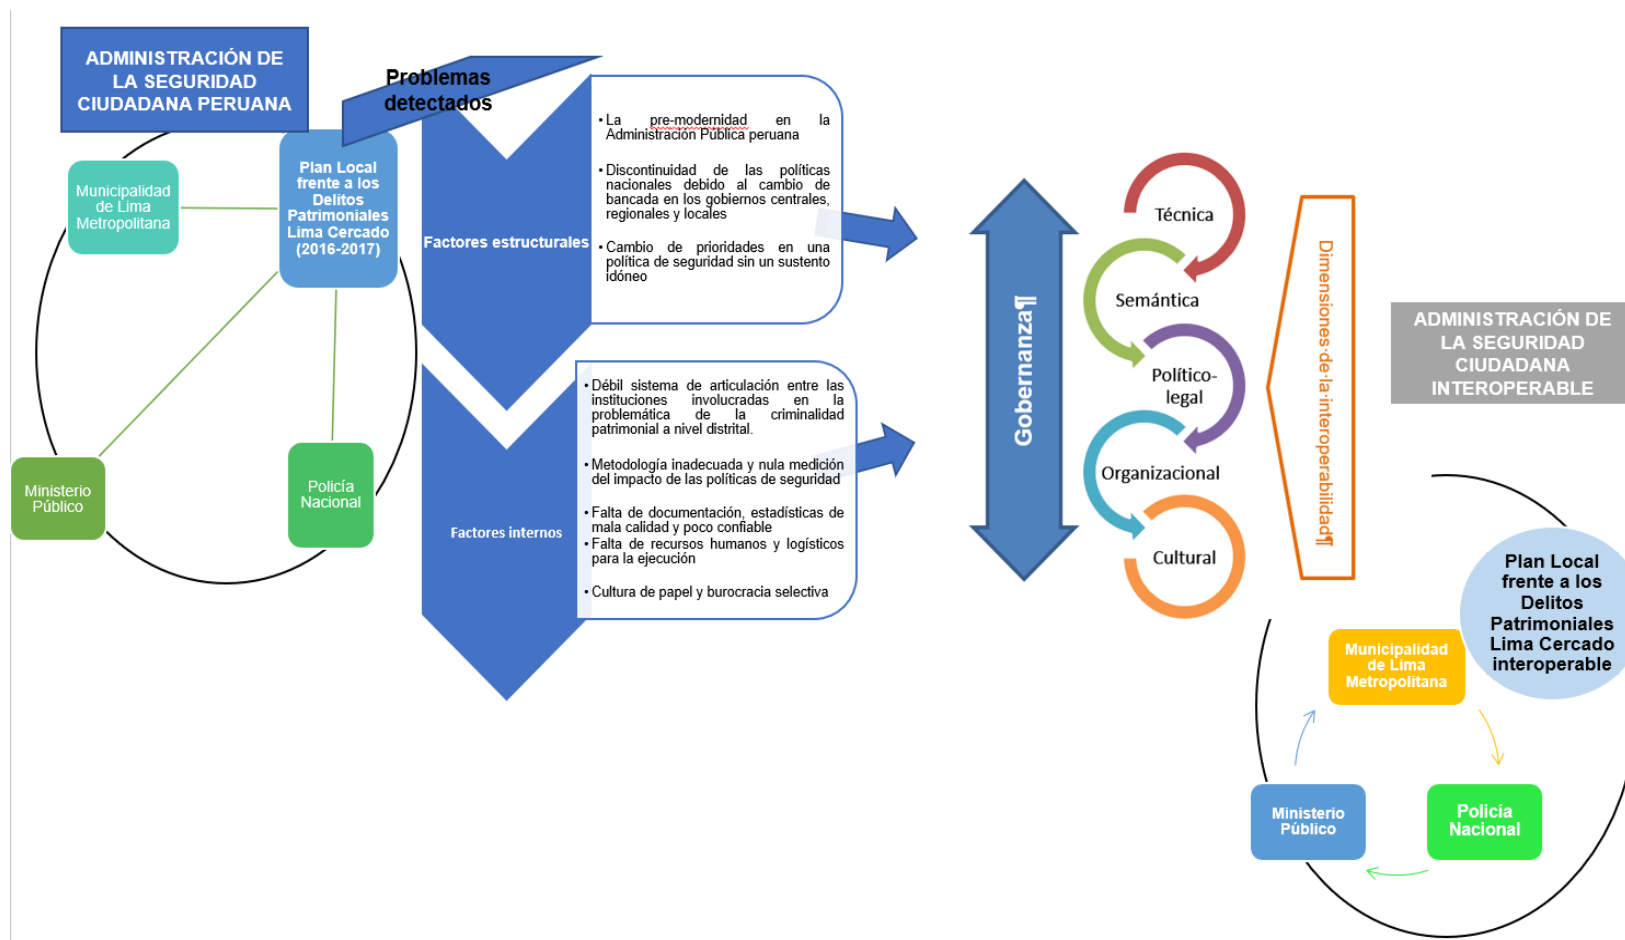 ADMINISTRACIÓN DE
LA SEGURIDAD
CIUDADANA PERUANA
Municipalidad
de Lima
Metropolitana
Plan Local
frente a los
Delitos
Patrimoniales
Lima Cercado
(2016-2017)
Ministerio
Público
Policía
Nacional
Problemas
detectados
Factores estructurales
• La pre-modernidad en la
Administración Pública peruana
• Discontinuidad de las políticas
nacionales debido al cambio de
bancada en los gobiernos centrales,
regionales y locales
• Cambio de prioridades en una
política de seguridad sin un sustento
idóneo
Factores internos
• Débil sistema de articulación entre las
instituciones involucradas en la
problemática de la criminalidad
patrimonial a nivel distrital.
• Metodología inadecuada y nula medición
del impacto de las políticas de seguridad
• Falta de documentación, estadísticas de
mala calidad y poco confiable
• Falta de recursos humanos y logísticos
para la ejecución
• Cultura de papel y burocracia selectiva
Gobernanza¶
Técnica
Semántica
Político-
legal
Organizacional
Cultural
Dimensiones·de·la·interoperabilidad¶
ADMINISTRACIÓN DE
LA SEGURIDAD
CIUDADANA
INTEROPERABLE
Plan Local
frente a los
Delitos
Patrimoniales
Lima Cercado
interoperable
Municipalidad
de Lima
Metropolitana
Ministerio
Público
Policía
Nacional